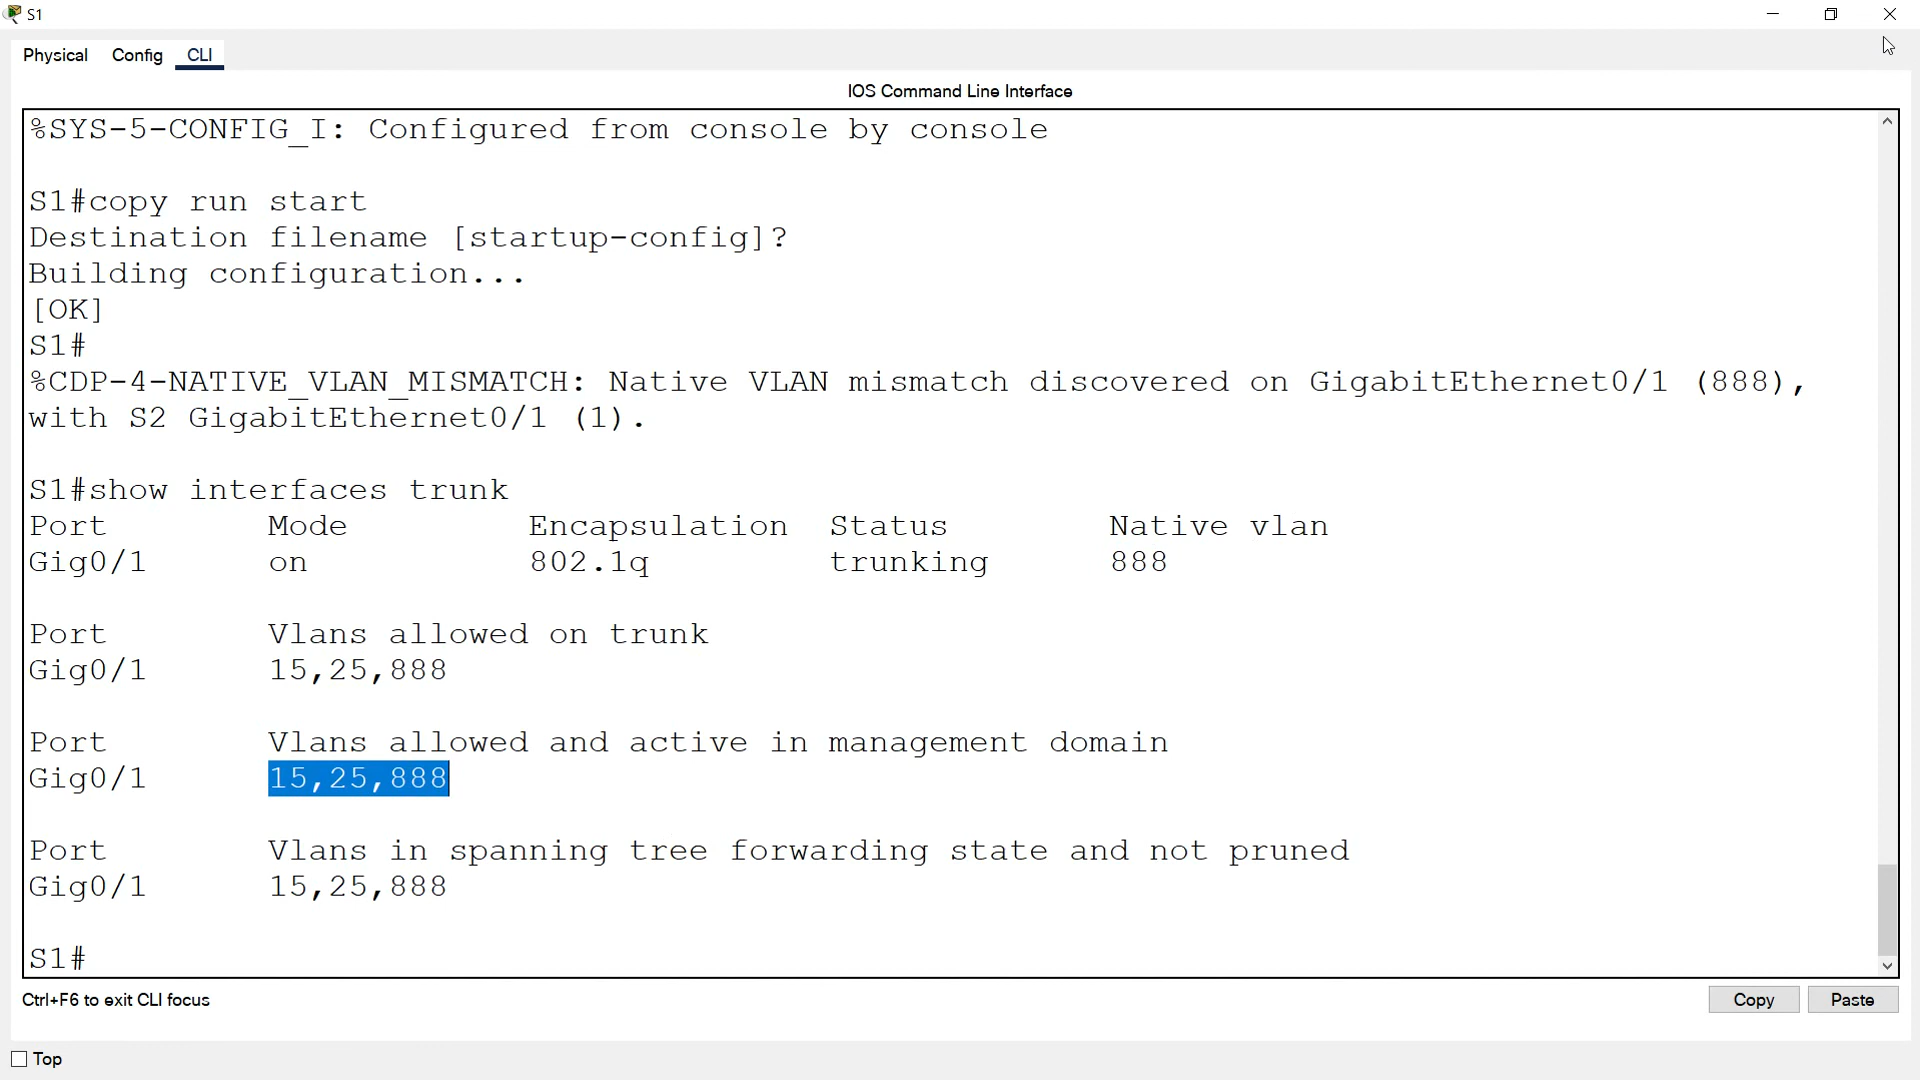 S1
Physical Config CLI
IOS Command Line Interface
%SYS-5-CONFIG_I: Configured from console by console
S1#copy run start
Destination filename [startup-config]?
Building configuration...
[OK]
S1#
%CDP-4-NATIVE_VLAN_MISMATCH: Native VLAN mismatch discovered on GigabitEthernet0/1 (888),
with S2 GigabitEthernet0/1 (1).
S1#show interfaces trunk
Port Mode Encapsulation Status Native vlan
Gig0/1 on 802.1q trunking 888
Port Vlans allowed on trunk
Gig0/1 15,25,888
Port Vlans allowed and active in management domain
Gig0/1 15,25,888
Port Vlans in spanning tree forwarding state and not pruned
Gig0/1 15,25,888
S1#
Ctrl+F6 to exit CLI focus
Copy Paste
Top